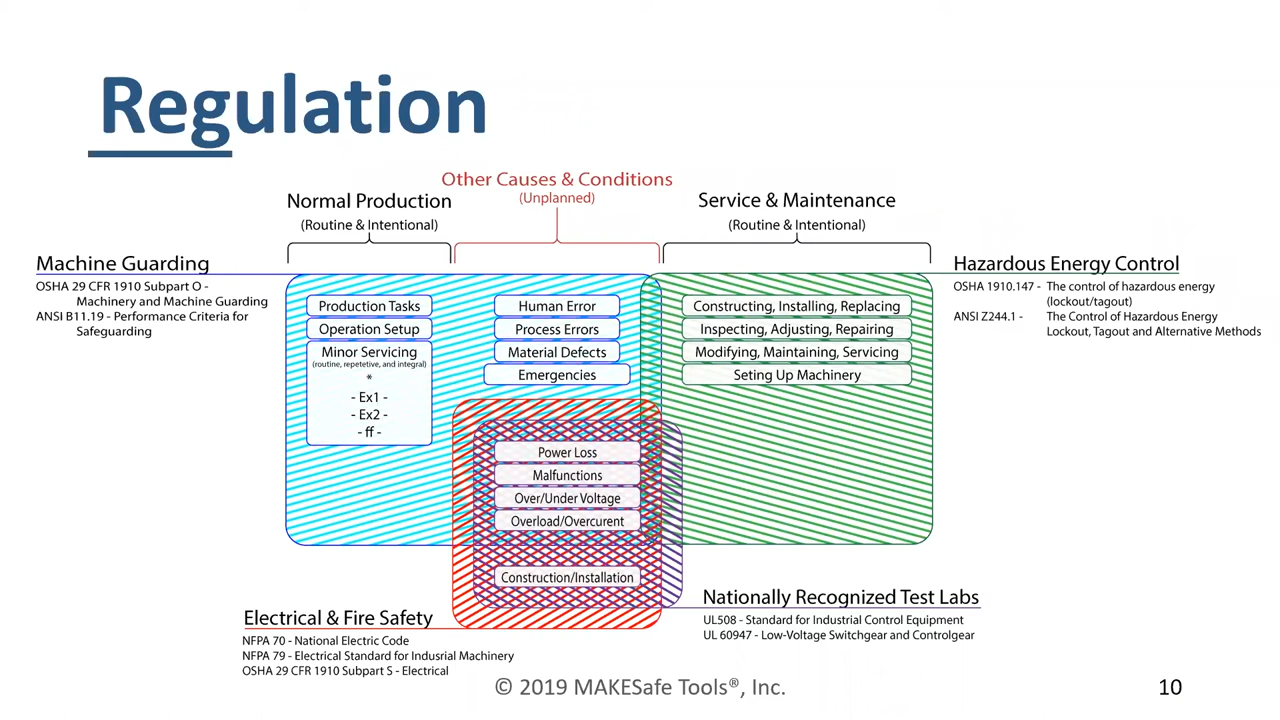 Regulation
Other Causes & Conditions
(Unplanned)
Normal Production
(Routine & Intentional)
Service & Maintenance
(Routine & Intentional)
Machine Guarding
OSHA 29 CFR 1910 Subpart O -
Machinery and Machine Guarding
ANSI B11.19 - Performance Criteria for
Safeguarding
Hazardous Energy Control
OSHA 1910.147 - The control of hazardous energy
(lockout/tagout)
ANSI Z244.1 - The Control of Hazardous Energy
Lockout, Tagout and Alternative Methods
Production Tasks
Operation Setup
Minor Servicing
(routine, repetetive, and integral)
*
- Ex1 -
- Ex2 -
- ff -
Human Error
Process Errors
Material Defects
Emergencies
Constructing, Installing, Replacing
Inspecting, Adjusting, Repairing
Modifying, Maintaining, Servicing
Seting Up Machinery
Power Loss
Malfunctions
Over/Under Voltage
Overload/Overcurent
Construction/Installation
Electrical & Fire Safety
NFPA 70 - National Electric Code
NFPA 79 - Electrical Standard for Indusrial Machinery
OSHA 29 CFR 1910 Subpart S - Electrical
Nationally Recognized Test Labs
UL508 - Standard for Industrial Control Equipment
UL 60947 - Low-Voltage Switchgear and Controlgear
© 2019 MAKESafe Tools®, Inc.
10